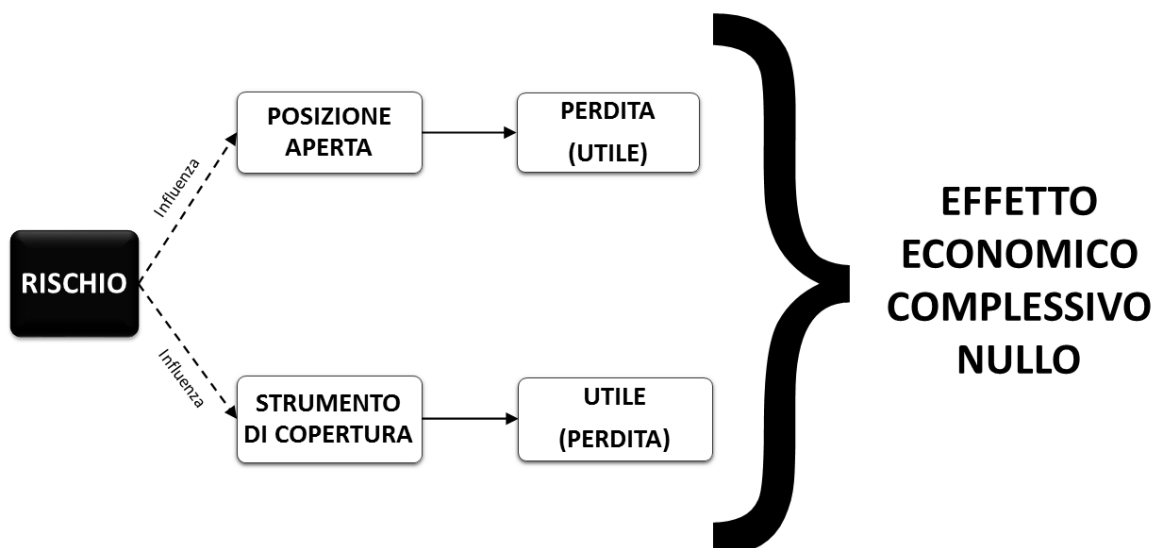 RISCHIO
Influenza
POSIZIONE
APERTA
PERDITA
(UTILE)
Influenza
STRUMENTO
DI COPERTURA
UTILE
(PERDITA)
EFFETTO
ECONOMICO
COMPLESSIVO
NULLO